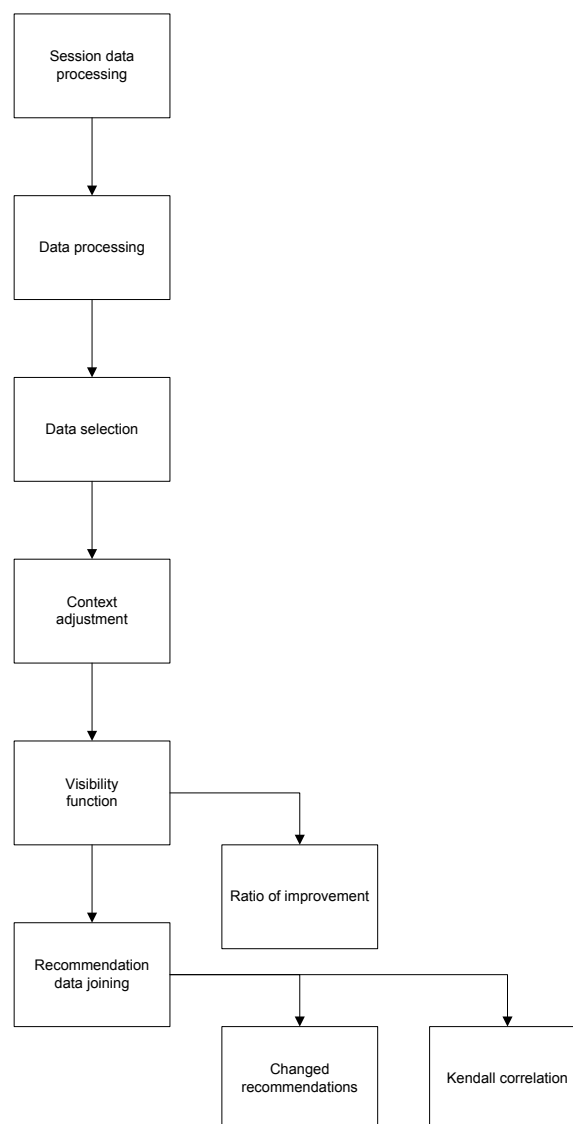 Session data
processing
Data processing
Data selection
Context
adjustment
Visibility
function
Ratio of improvement
Recommendation
data joining
Changed
recommendations
Kendall correlation